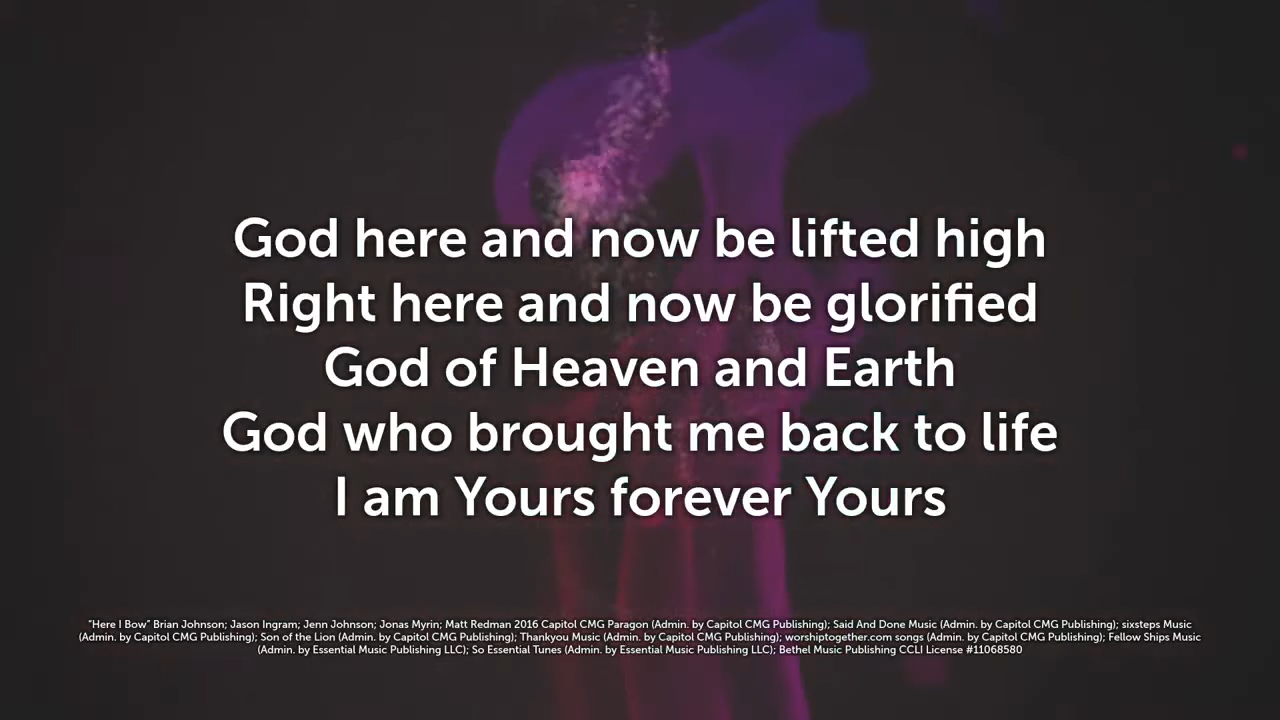 God here and now be lifted high
Right here and now be glorified
God of Heaven and Earth
God who brought me back to life
I am Yours forever Yours
"Here I Bow" Brian Johnson; Jason Ingram; Jenn Johnson; Jonas Myrin; Matt Redman 2016 Capitol CMG Paragon (Admin. by Capitol CMG Publishing); Said And Done Music (Admin. by Capitol CMG Publishing); sixsteps Music
(Admin. by Capitol CMG Publishing); Son of the Lion (Admin. by Capitol CMG Publishing); Thankyou Music (Admin. by Capitol CMG Publishing); worshiptogether.com songs (Admin. by Capitol CMG Publishing); Fellow Ships Music
(Admin. by Essential Music Publishing LLC); So Essential Tunes (Admin. by Essential Music Publishing LLC); Bethel Music Publishing CCLI License #11068580